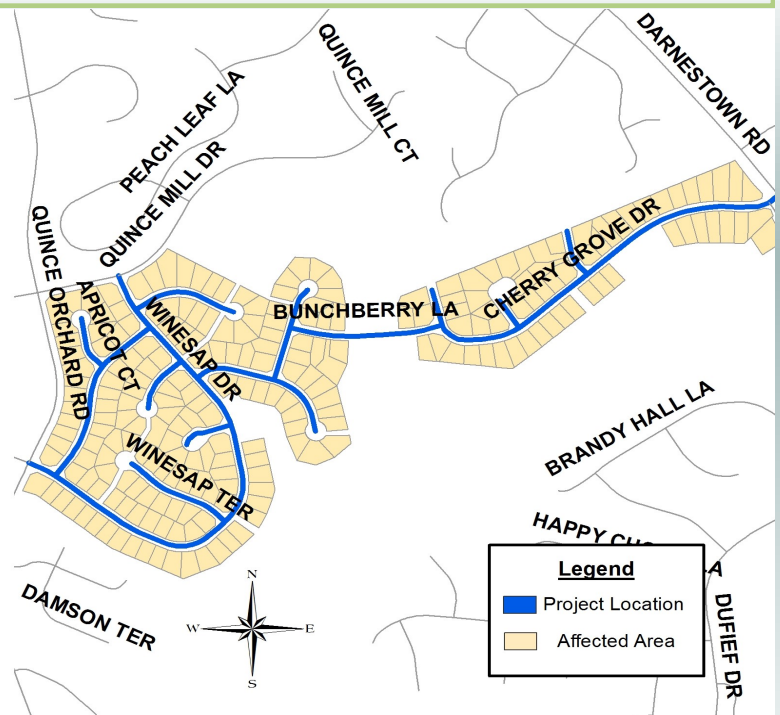 DARNESTOWN RD
QUINCE MILL CT
PEACH LEAF LA
QUINCE MILL DR
QUINCE ORCHARD RD
APRICOT CT
WINESAP DR
BUNCHBERRY LA
CHERRY GROVE DR
WINESAP TER
BRANDY HALL LA
HAPPY
DUFIEF DR
DAMSON TER
N
W E
S
Legend
Project Location
Affected Area